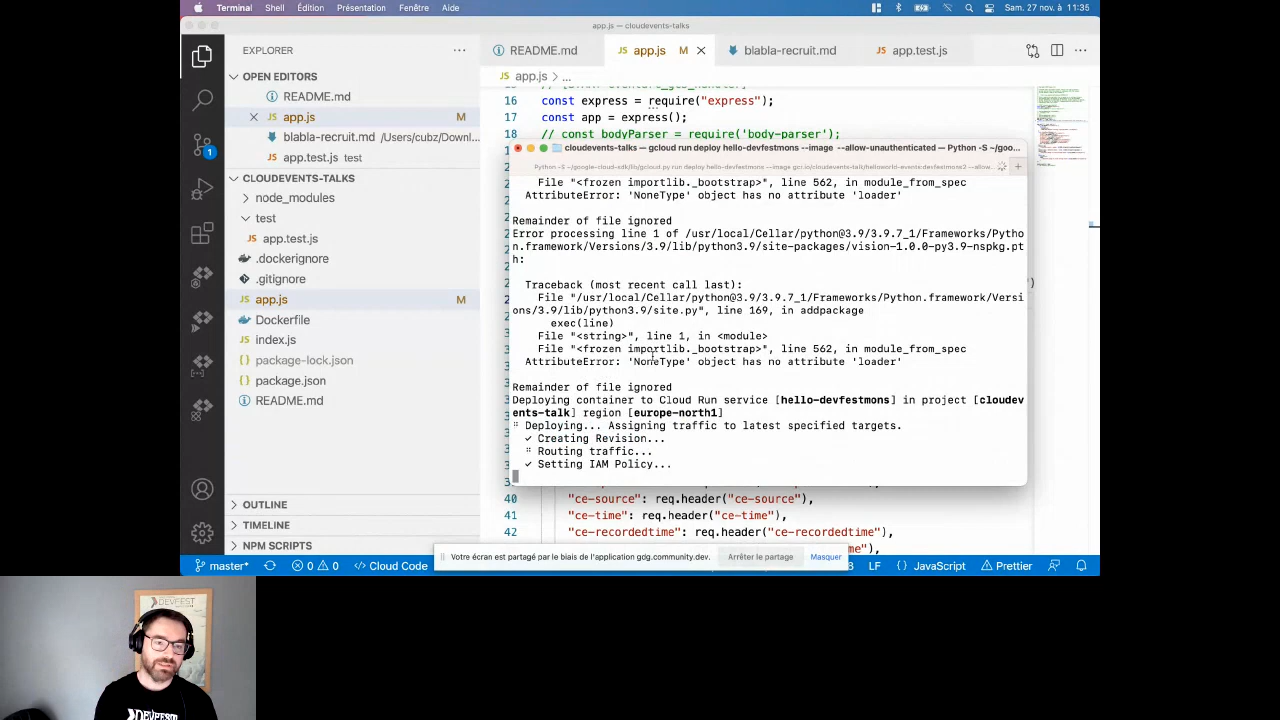 Terminal Shell Édition Présentation Fenêtre Aide Sam. 27 nov. à 11:35
app.js — cloudevents-talks
EXPLORER
README.md
app.js M
blabla-recruit.md
app.test.js
OPEN EDITORS
README.md
app.js M
blabla-recruit.md
app.test.js test
CLOUDEVENTS-TALKS
node_modules
test
app.test.js
.dockerignore
.gitignore
app.js M
Dockerfile
index.js
package-lock.json
package.json
README.md
OUTLINE
TIMELINE
NPM SCRIPTS
1
app.js > ...
16 const express = require("express");
17 const app = express();
18 // const bodyParser = require('body-parser');
cloudevents-talks — gcloud run deploy hello-devfestmons --image --allow-unauthenticated — Python -S ~/goo...
File "<frozen importlib._bootstrap>", line 562, in module_from_spec
AttributeError: 'NoneType' object has no attribute 'loader'
Remainder of file ignored
Error processing line 1 of /usr/local/Cellar/python@3.9/3.9.7_1/Frameworks/Pytho
n.framework/Versions/3.9/lib/python3.9/site-packages/vision-1.0.0-py3.9-nspkg.pt
h:
Traceback (most recent call last):
File "/usr/local/Cellar/python@3.9/3.9.7_1/Frameworks/Python.framework/Versi
ons/3.9/lib/python3.9/site.py", line 169, in addpackage
exec(line)
File "<string>", line 1, in <module>
File "<frozen importlib._bootstrap>", line 562, in module_from_spec
AttributeError: 'NoneType' object has no attribute 'loader'
Remainder of file ignored
Deploying container to Cloud Run service [hello-devfestmons] in project [cloudev
ents-talk] region [europe-north1]
Deploying... Assigning traffic to latest specified targets.
✓ Creating Revision...
Routing traffic...
✓ Setting IAM Policy...
40 "ce-source": req.header("ce-source"),
41 "ce-time": req.header("ce-time"),
42 "ce-recordedtime": req.header("ce-recordedtime"),
Votre écran est partagé par le biais de l'application gdg.community.dev. Arrêter le partage Masquer
master* 0 0 Cloud Code LF JavaScript Prettier
DEVFEST
DEVFEST